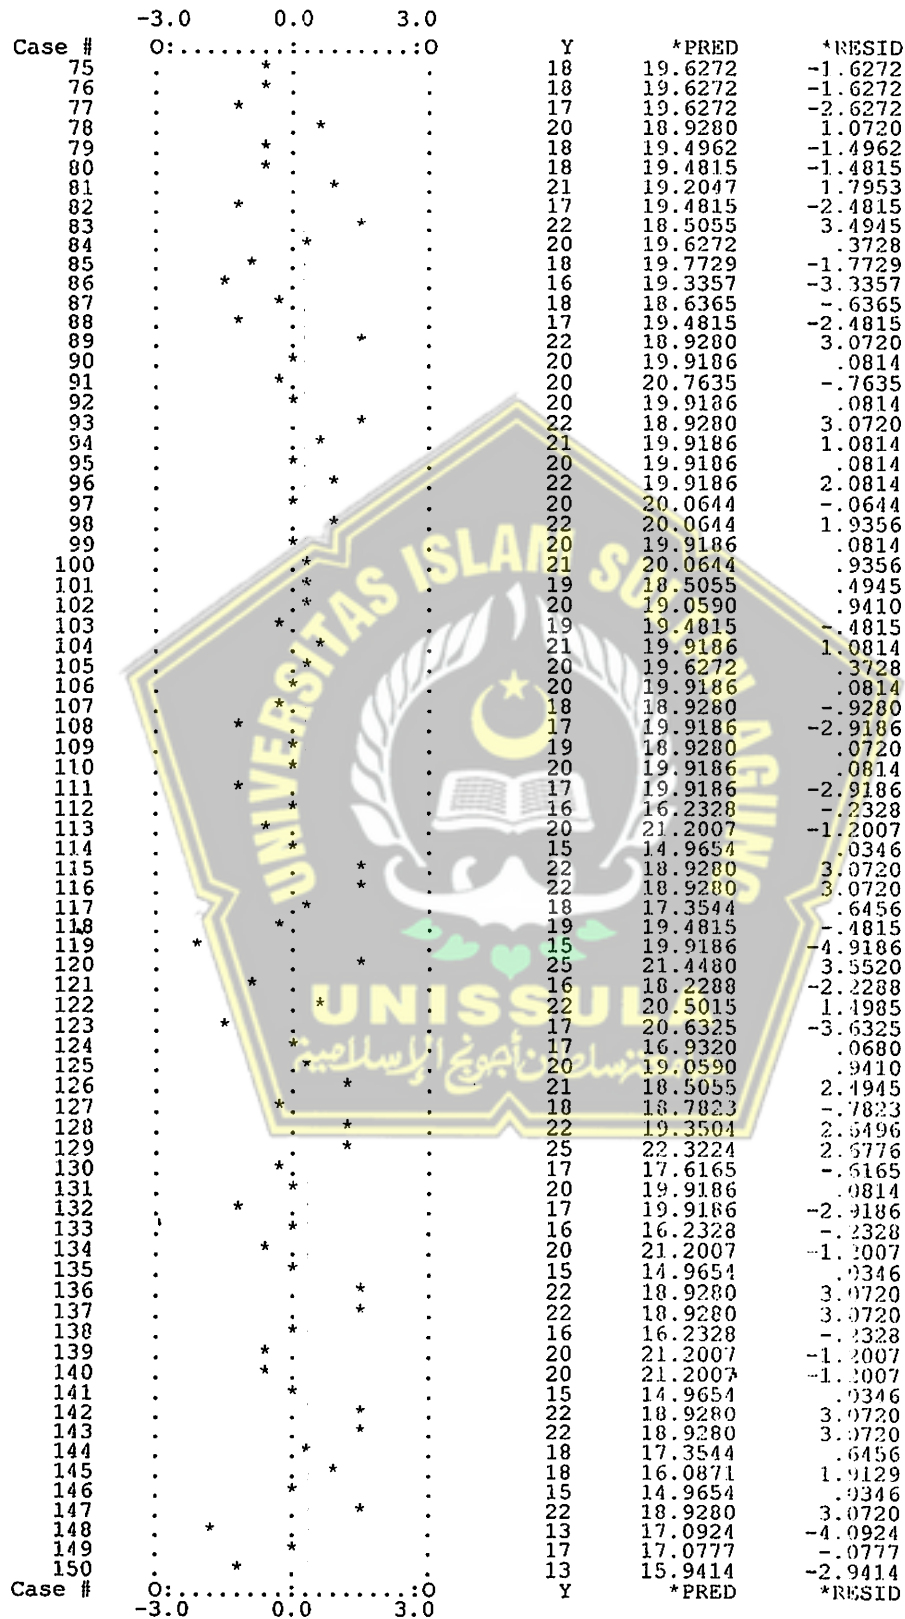 -3.0 0.0 3.0
Case # O:........:........:O Y *PRED *RESID
75 . * . . 18 19.6272 -1.6272
76 . * . . 18 19.6272 -1.6272
77 . * . . 17 19.6272 -2.6272
78 . . * . 20 18.9280 1.0720
79 . * . . 18 19.4962 -1.4962
80 . * . . 18 19.4815 -1.4815
81 . . * . 21 19.2047 1.7953
82 . * . . 17 19.4815 -2.4815
83 . . * . 22 18.5055 3.4945
84 . .* . 20 19.6272 .3728
85 . * . . 18 19.7729 -1.7729
86 . * . . 16 19.3357 -3.3357
87 . *. . 18 18.6365 -.6365
88 . * . . 17 19.4815 -2.4815
89 . . * . 22 18.9280 3.0720
90 . * . 20 19.9186 .0814
91 . *. . 20 20.7635 -.7635
92 . * . 20 19.9186 .0814
93 . . * . 22 18.9280 3.0720
94 . . * . 21 19.9186 1.0814
95 . * . 20 19.9186 .0814
96 . . * . 22 19.9186 2.0814
97 . * . 20 20.0644 -.0644
98 . . * . 22 20.0644 1.9356
99 . * . 20 19.9186 .0814
100 . .* . 21 20.0644 .9356
101 . .* . 19 18.5055 .4945
102 . .* . 20 19.0590 .9410
103 . *. . 19 19.4815 -.4815
104 . . * . 21 19.9186 1.0814
105 . .* . 20 19.6272 .3728
106 . * . 20 19.9186 .0814
107 . *. . 18 18.9280 -.9280
108 . * . . 17 19.9186 -2.9186
109 . * . 19 18.9280 .0720
110 . * . 20 19.9186 .0814
111 . * . . 17 19.9186 -2.9186
112 . * . 16 16.2328 -.2328
113 . * . . 20 21.2007 -1.2007
114 . * . 15 14.9654 .0346
115 . . * . 22 18.9280 3.0720
116 . . * . 22 18.9280 3.0720
117 . .* . 18 17.3544 .6456
118 . *. . 19 19.4815 -.4815
119 . * . . 15 19.9186 -4.9186
120 . . * . 25 21.4480 3.5520
121 . * . . 16 18.2288 -2.2288
122 . . * . 22 20.5015 1.4985
123 . * . . 17 20.6325 -3.6325
124 . * . 17 16.9320 .0680
125 . .* . 20 19.0590 .9410
126 . . * . 21 18.5055 2.4945
127 . *. . 18 18.7823 -.7823
128 . . * . 22 19.3504 2.6496
129 . . * . 25 22.3224 2.6776
130 . *. . 17 17.6165 -.6165
131 . * . 20 19.9186 .0814
132 . * . . 17 19.9186 -2.9186
133 . * . 16 16.2328 -.2328
134 . * . . 20 21.2007 -1.2007
135 . * . 15 14.9654 .0346
136 . . * . 22 18.9280 3.0720
137 . . * . 22 18.9280 3.0720
138 . * . 16 16.2328 -.2328
139 . * . . 20 21.2007 -1.2007
140 . * . . 20 21.2007 -1.2007
141 . * . 15 14.9654 .0346
142 . . * . 22 18.9280 3.0720
143 . . * . 22 18.9280 3.0720
144 . .* . 18 17.3544 .6456
145 . . * . 18 16.0871 1.9129
146 . * . 15 14.9654 .0346
147 . . * . 22 18.9280 3.0720
148 . * . . 13 17.0924 -4.0924
149 . * . 17 17.0777 -.0777
150 . * . . 13 15.9414 -2.9414
Case # O:........:........:O Y *PRED *RESID
-3.0 0.0 3.0
UNIVERSITAS ISLAM SULTAN AGUNG
UNISSULA
جامعة سلطان أجونج الإسلامية